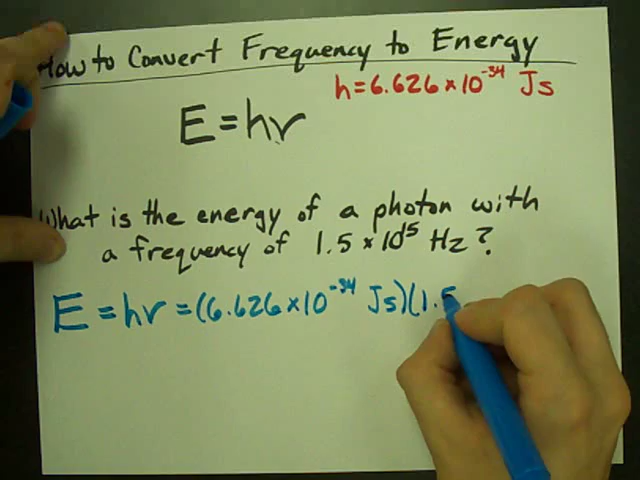 How to Convert Frequency to Energy
h=6.626×10⁻³⁴ Js
E=hν
What is the energy of a photon with
a frequency of 1.5×10¹⁵ Hz?
E=hν=(6.626×10⁻³⁴ Js)(1.5